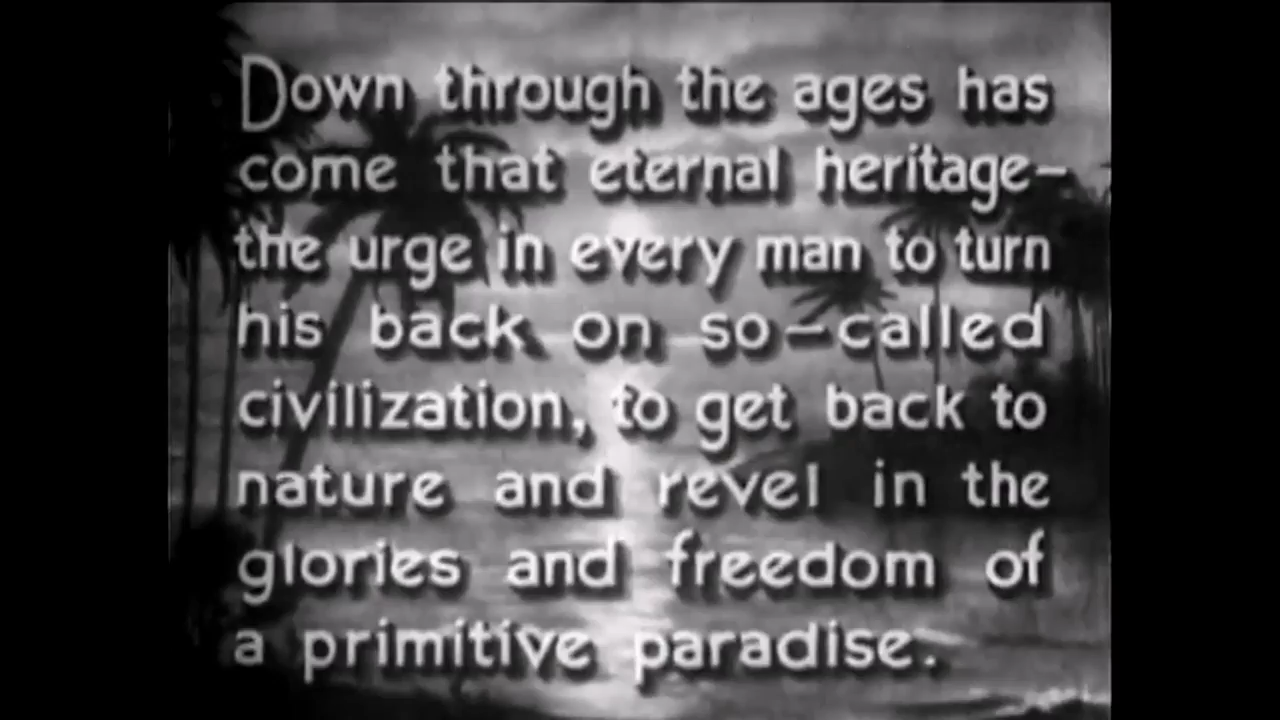 Down through the ages has
come that eternal heritage—
the urge in every man to turn
his back on so—called
civilization, to get back to
nature and revel in the
glories and freedom of
a primitive paradise.